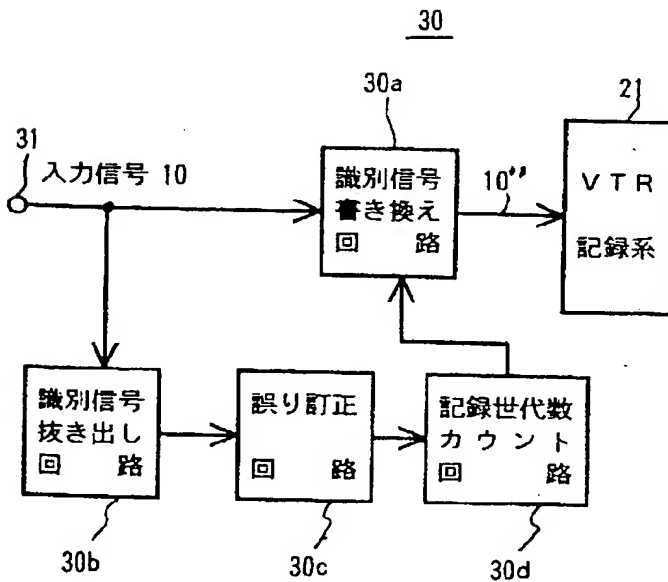 30
30a
21
31
入力信号 10
識別信号
書き換え
回 路
10''
VTR
記録系
識別信号
抜き出し
回 路
誤り訂正
回 路
記録世代数
カウント
回 路
30b
30c
30d